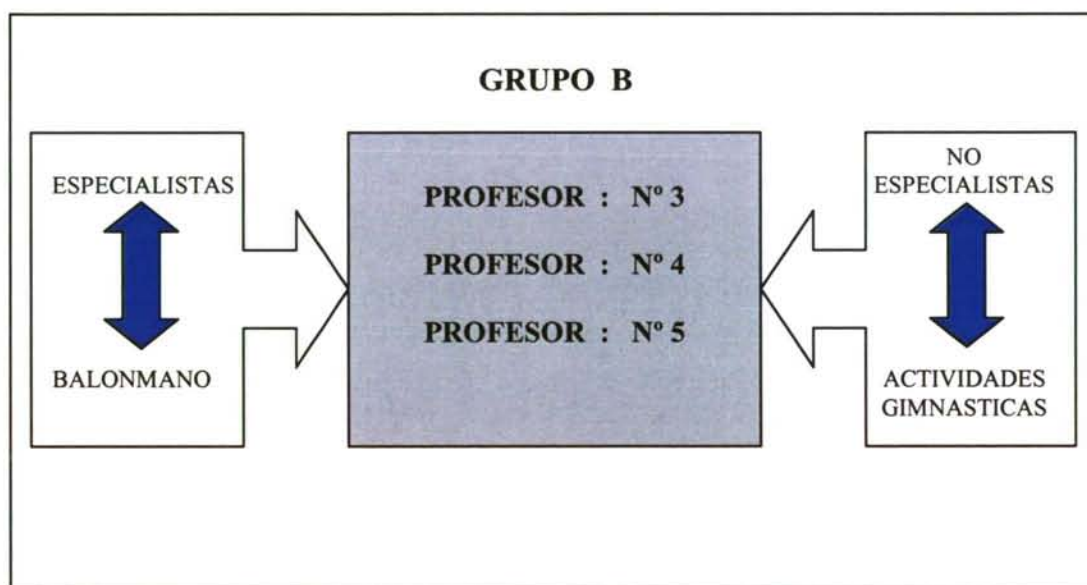 GRUPO B
ESPECIALISTAS
BALONMANO
PROFESOR : Nº 3
PROFESOR : Nº 4
PROFESOR : Nº 5
NO
ESPECIALISTAS
ACTIVIDADES
GIMNASTICAS